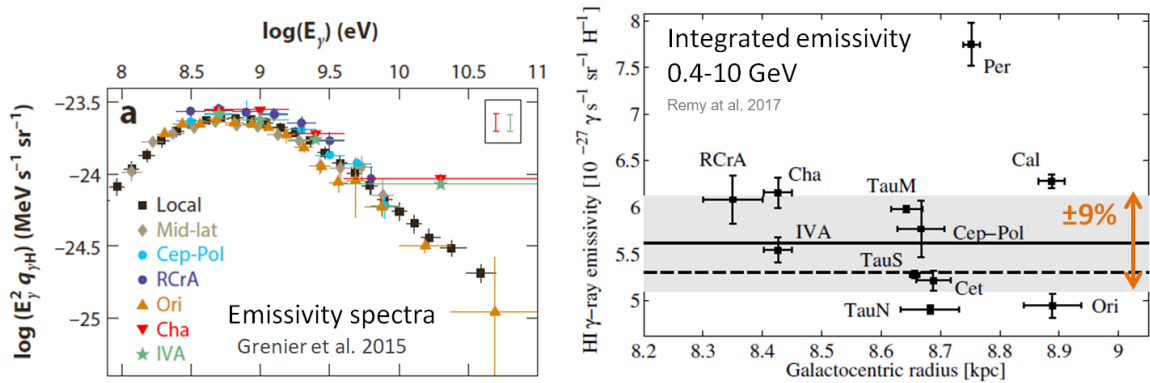 log(Eγ) (eV)
8 8.5 9 9.5 10 10.5 11
log (E²γ qγH) (MeV s⁻¹ sr⁻¹)
−23.5
−24
−24.5
−25
a
Local
Mid-lat
Cep-Pol
RCrA
Ori
Cha
IVA
Emissivity spectra
Grenier et al. 2015
HI γ−ray emissivity [10⁻²⁷ γ s⁻¹ sr⁻¹ H⁻¹]
8
7.5
7
6.5
6
5.5
5
Integrated emissivity
0.4-10 GeV
Remy at al. 2017
Per
RCrA
Cha
Cal
TauM
±9%
IVA
Cep−Pol
TauS
Cet
TauN
Ori
8.2 8.3 8.4 8.5 8.6 8.7 8.8 8.9 9
Galactocentric radius [kpc]